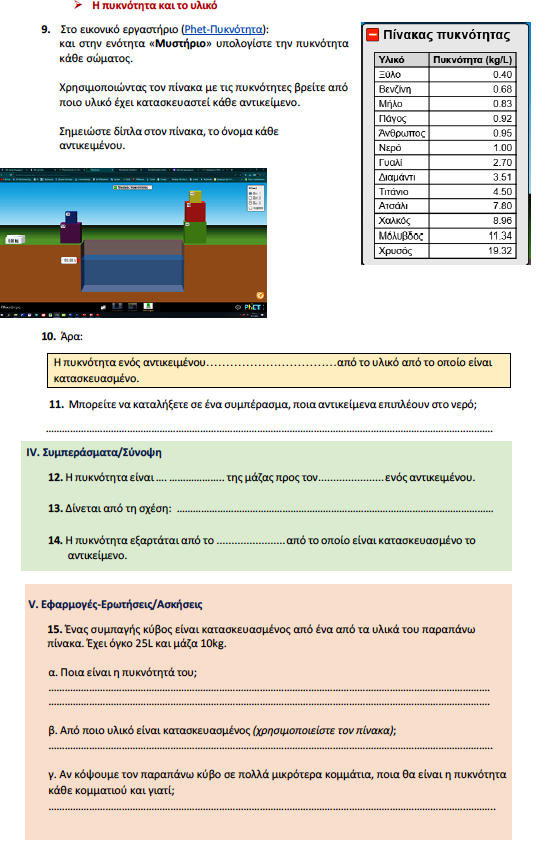 ➤ Η πυκνότητα και το υλικό
9. Στο εικονικό εργαστήριο (Phet-Πυκνότητα):
και στην ενότητα «Μυστήριο» υπολογίστε την πυκνότητα
κάθε σώματος.
Χρησιμοποιώντας τον πίνακα με τις πυκνότητες βρείτε από
ποιο υλικό έχει κατασκευαστεί κάθε αντικείμενο.
Σημειώστε δίπλα στον πίνακα, το όνομα κάθε
αντικειμένου.
Πίνακας πυκνότητας
Υλικό Πυκνότητα (kg/L)
Ξύλο 0.40
Βενζίνη 0.68
Μήλο 0.83
Πάγος 0.92
Άνθρωπος 0.95
Νερό 1.00
Γυαλί 2.70
Διαμάντι 3.51
Τιτάνιο 4.50
Ατσάλι 7.80
Χαλκός 8.96
Μόλυβδος 11.34
Χρυσός 19.32
PhET
10. Άρα:
Η πυκνότητα ενός αντικειμένου.................................από το υλικό από το οποίο είναι
κατασκευασμένο.
11. Μπορείτε να καταλήξετε σε ένα συμπέρασμα, ποια αντικείμενα επιπλέουν στο νερό;
IV. Συμπεράσματα/Σύνοψη
12. Η πυκνότητα είναι .... ..................... της μάζας προς τον......................ενός αντικειμένου.
13. Δίνεται από τη σχέση: ..........................................................................................
14. Η πυκνότητα εξαρτάται από το .......................από το οποίο είναι κατασκευασμένο το
αντικείμενο.
V. Εφαρμογές-Ερωτήσεις/Ασκήσεις
15. Ένας συμπαγής κύβος είναι κατασκευασμένος από ένα από τα υλικά του παραπάνω
πίνακα. Έχει όγκο 25L και μάζα 10kg.
α. Ποια είναι η πυκνότητά του;
β. Από ποιο υλικό είναι κατασκευασμένος (χρησιμοποιείστε τον πίνακα);
γ. Αν κόψουμε τον παραπάνω κύβο σε πολλά μικρότερα κομμάτια, ποια θα είναι η πυκνότητα
κάθε κομματιού και γιατί;